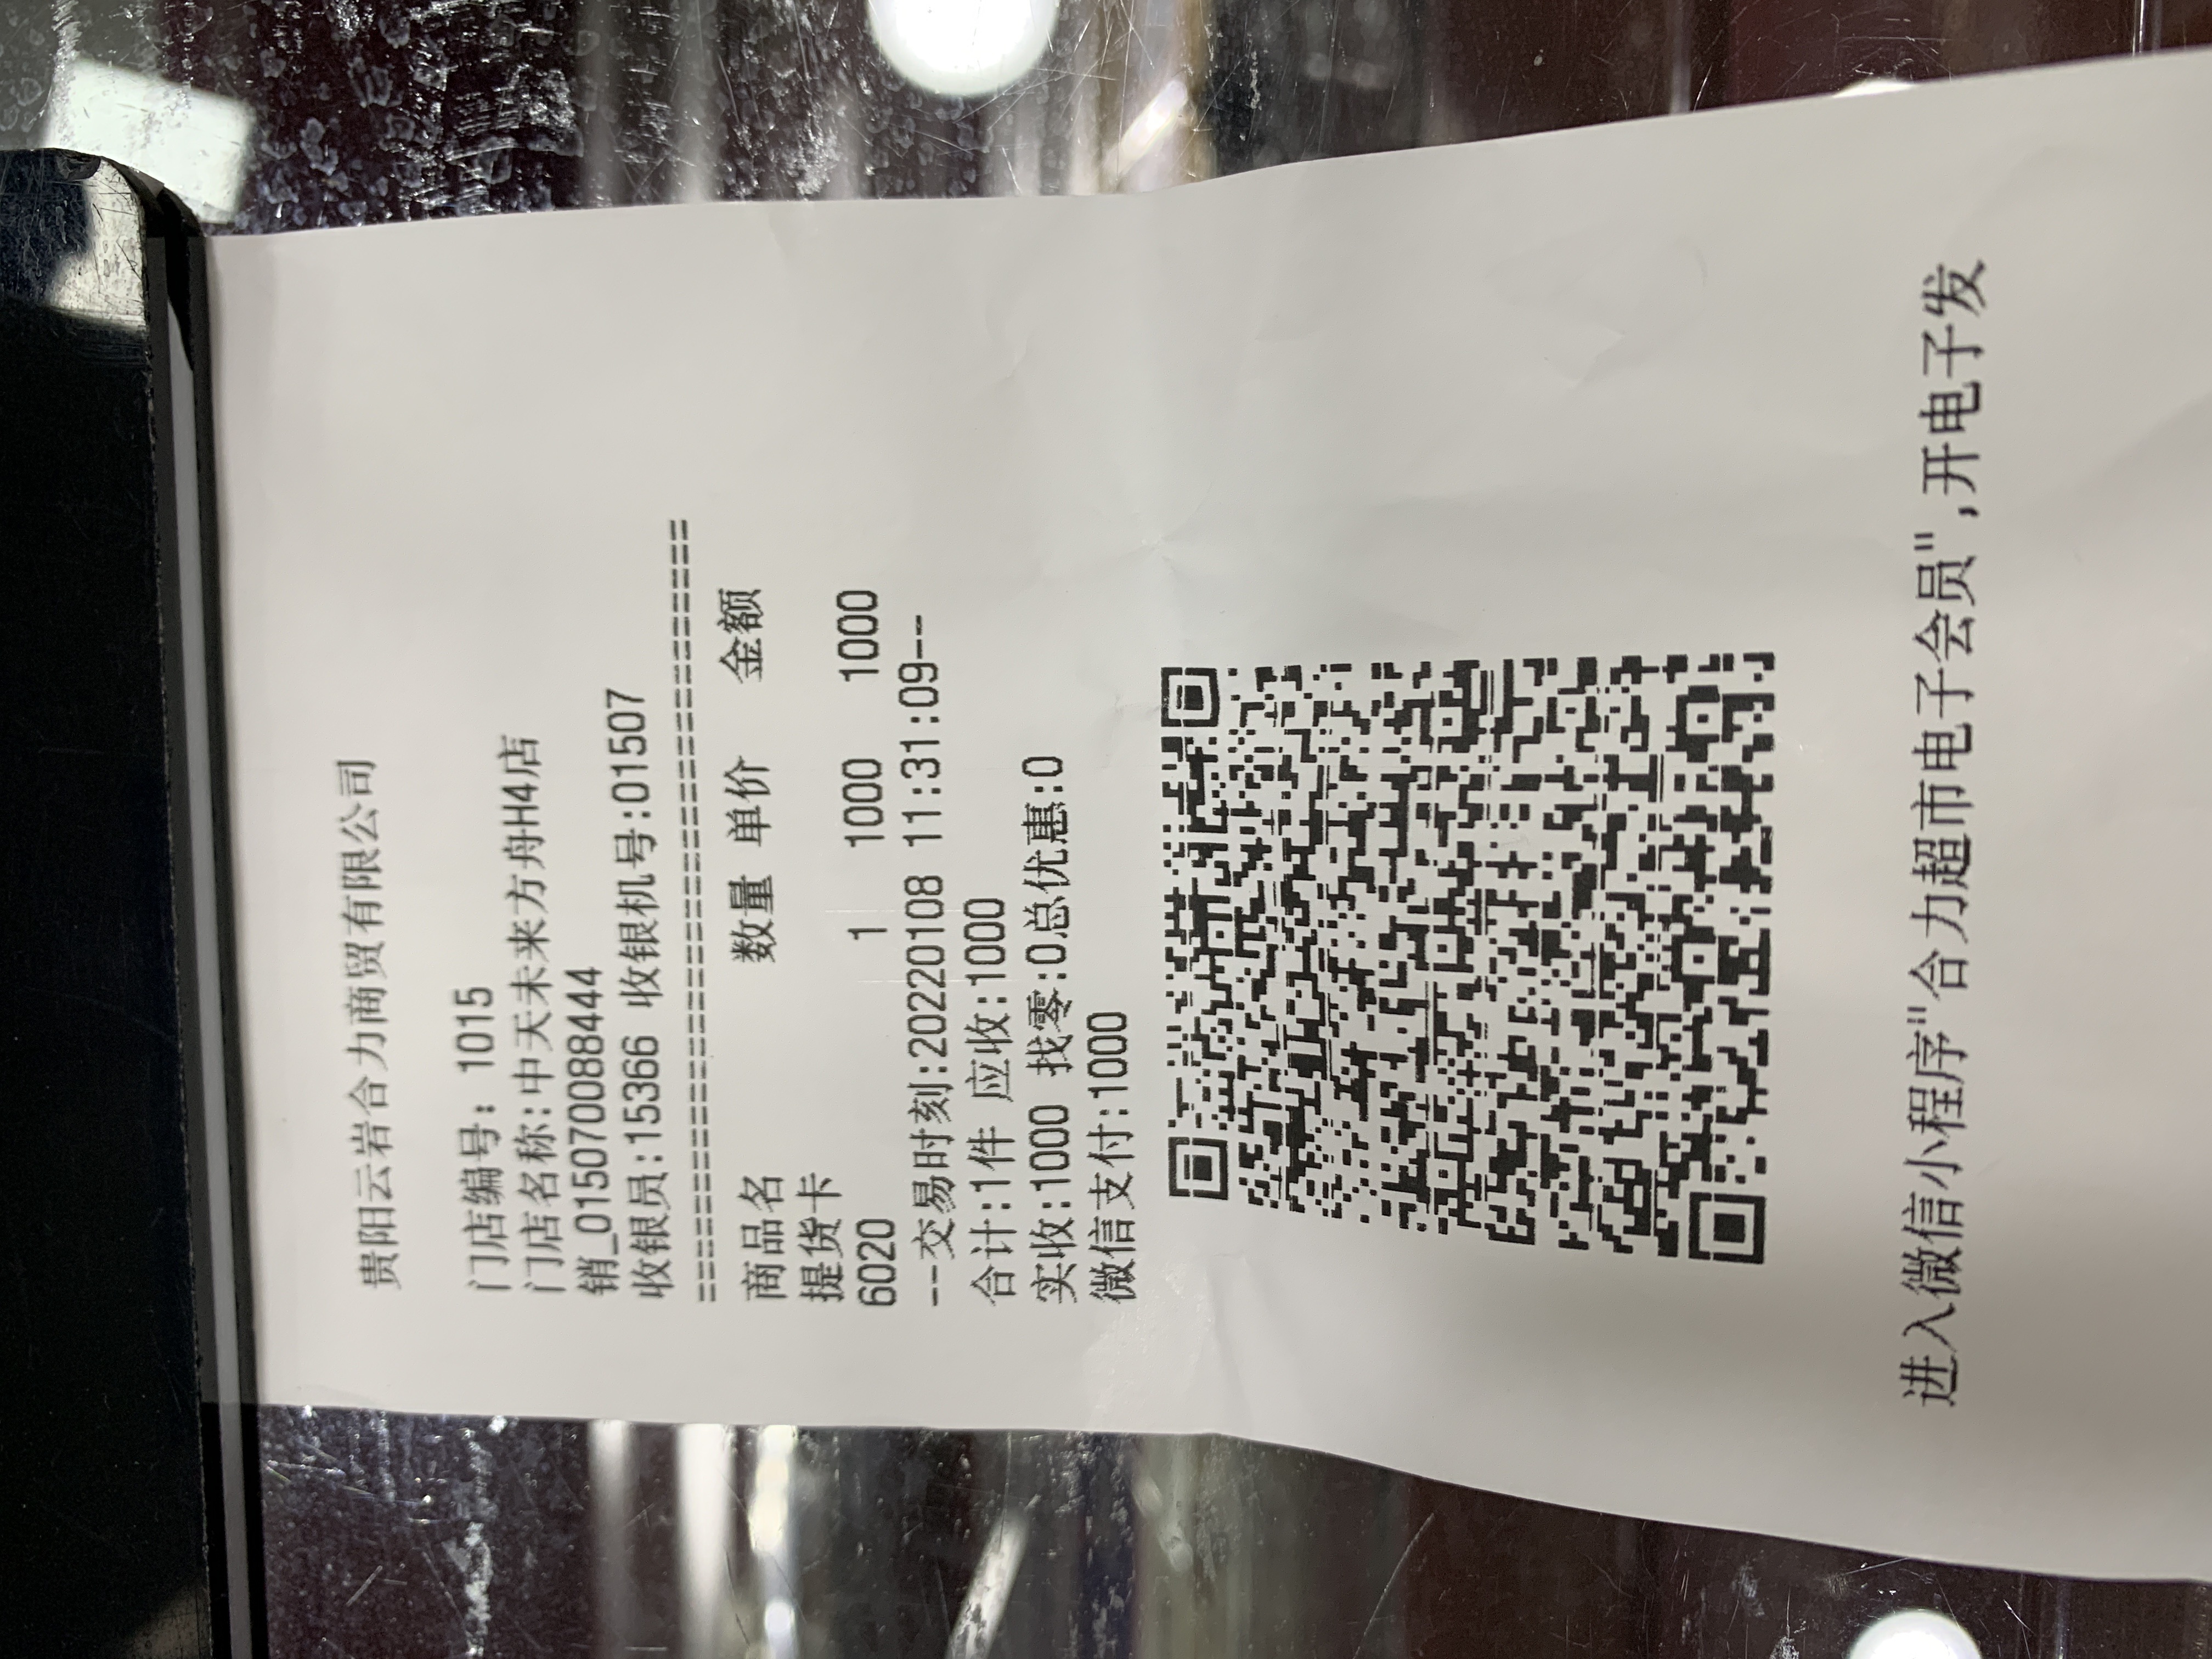 贵阳云岩合力商贸有限公司
门店编号: 1015
门店名称:中天未来方舟H4店
销_0150700884​44
收银员:15366 收银机号:01507
==========================================
商品名 数量 单价 金额
提货卡
6020 1 1000 1000
--交易时刻:20220108 11:31:09--
合计:1件 应收:1000
实收:1000 找零:0总优惠:0
微信支付:1000
进入微信小程序"合力超市电子会员",开电子发